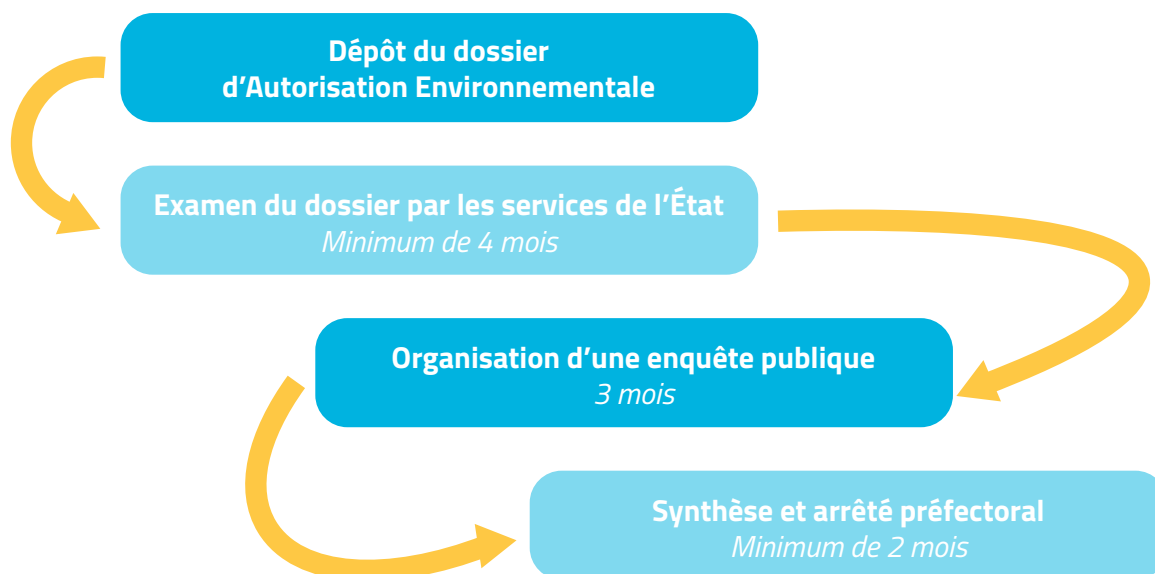 Dépôt du dossier
d'Autorisation Environnementale
Examen du dossier par les services de l'État
Minimum de 4 mois
Organisation d'une enquête publique
3 mois
Synthèse et arrêté préfectoral
Minimum de 2 mois